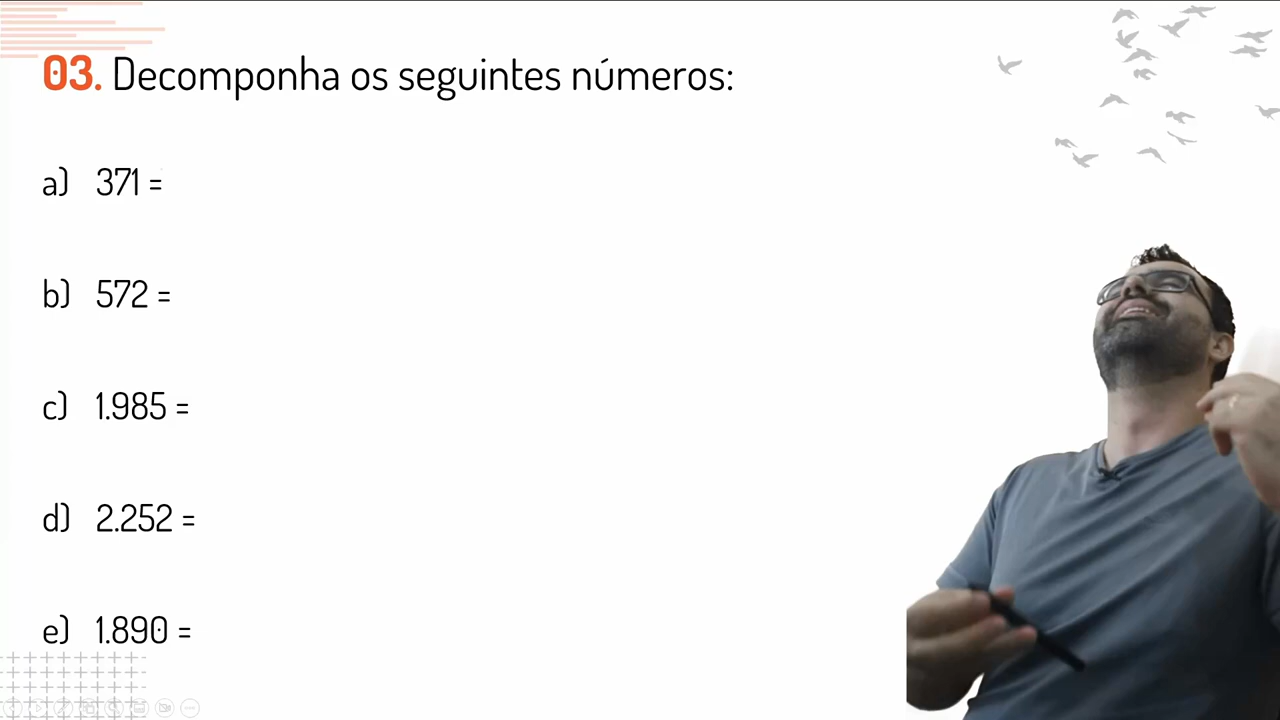 03. Decomponha os seguintes números:
a) 371 =
b) 572 =
c) 1.985 =
d) 2.252 =
e) 1.890 =